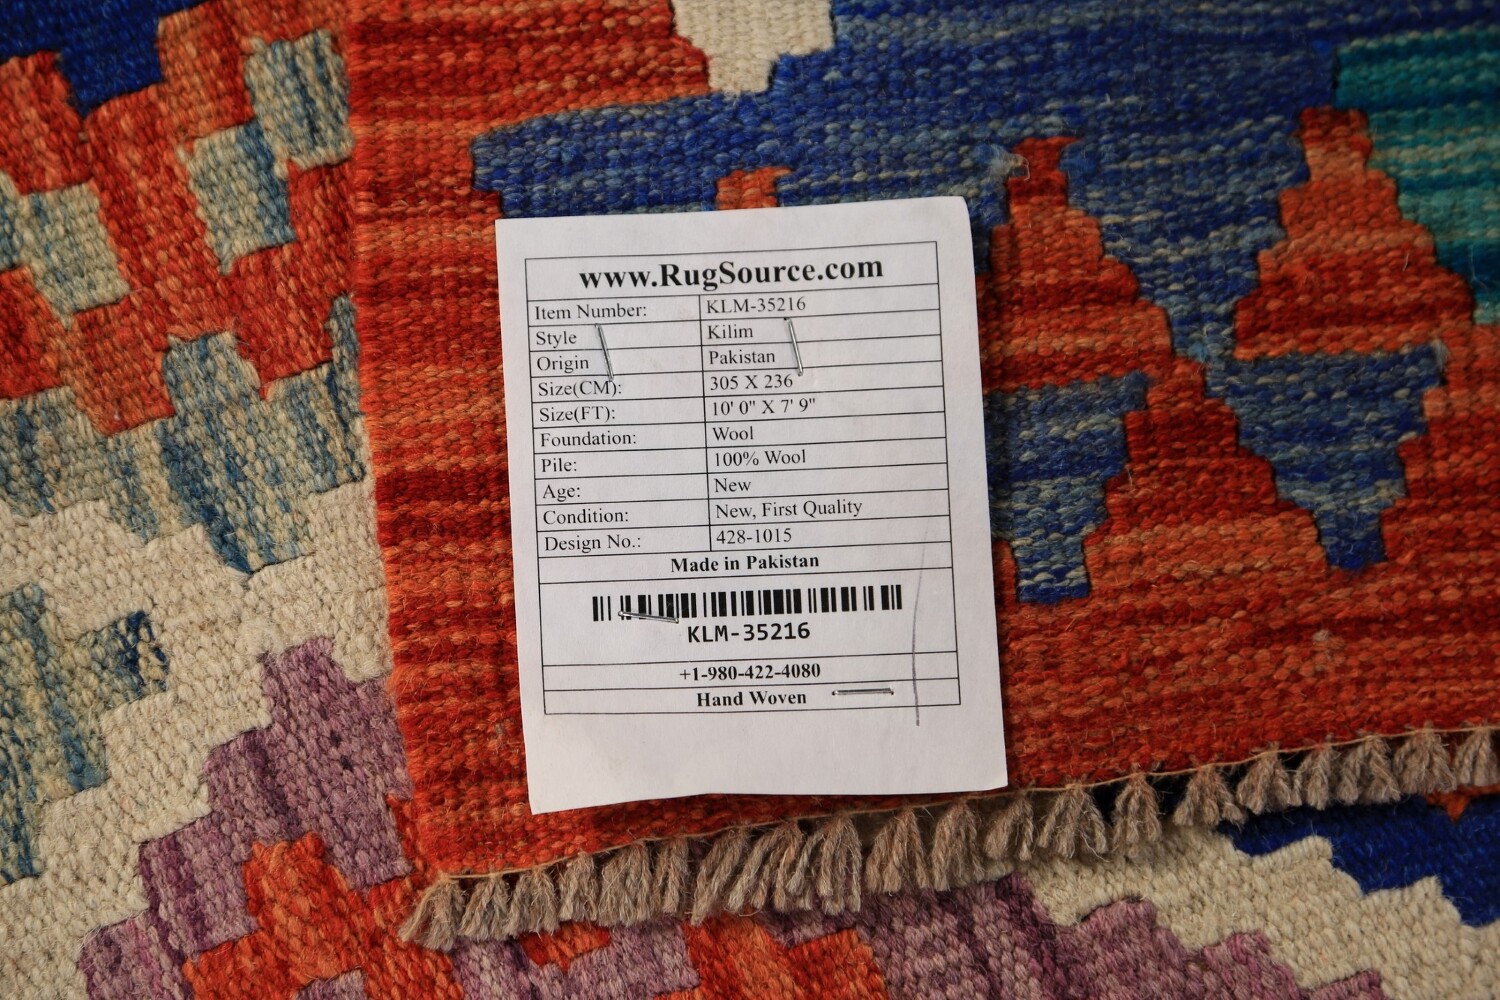 www.RugSource.com
Item Number: KLM-35216
Style Kilim
Origin Pakistan
Size(CM): 305 X 236
Size(FT): 10' 0" X 7' 9"
Foundation: Wool
Pile: 100% Wool
Age: New
Condition: New, First Quality
Design No.: 428-1015
Made in Pakistan
KLM-35216
+1-980-422-4080
Hand Woven